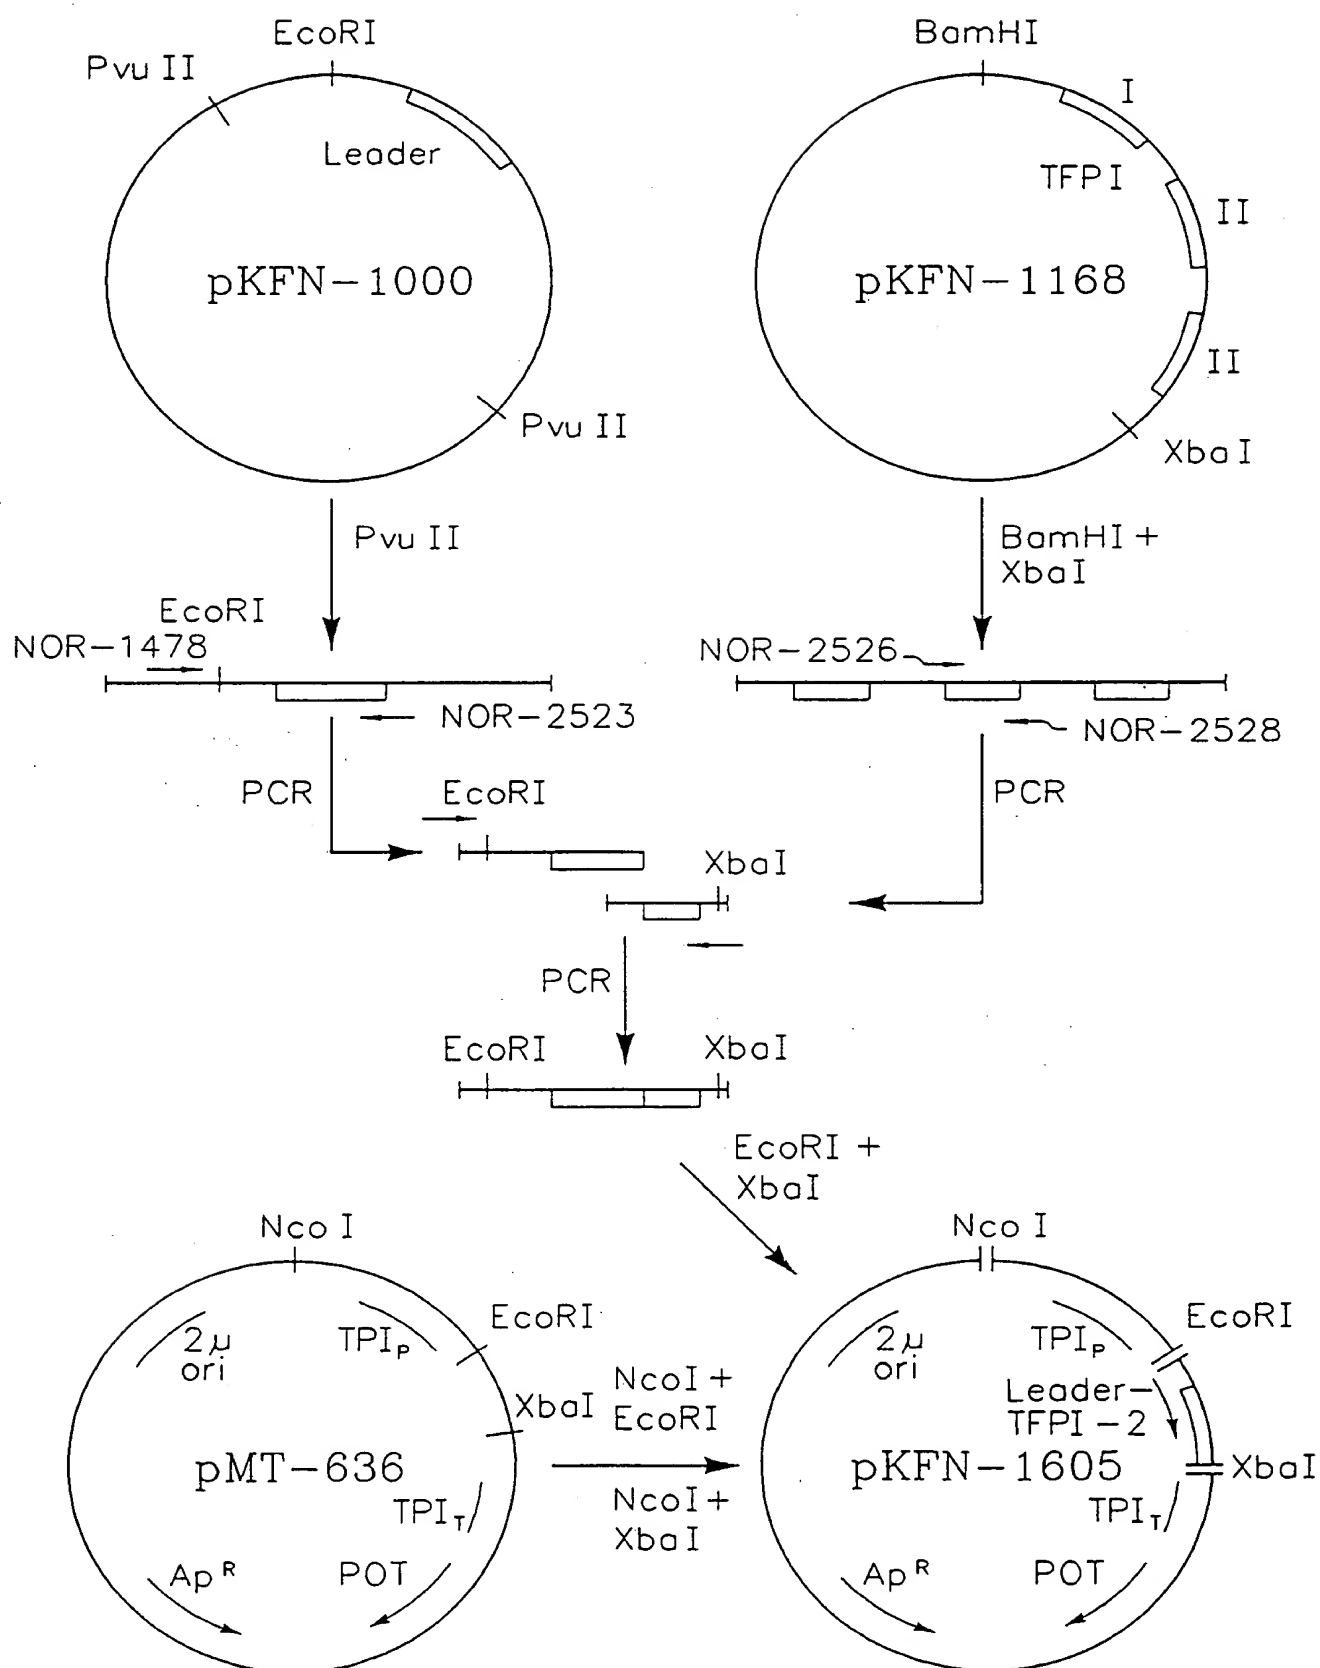 EcoRI
Pvu II
Leader
pKFN-1000
Pvu II
BamHI
I
TFPI
II
pKFN-1168
II
XbaI
Pvu II
BamHI +
XbaI
EcoRI
NOR-1478
NOR-2523
NOR-2526
NOR-2528
PCR
EcoRI
PCR
XbaI
PCR
EcoRI
XbaI
EcoRI +
XbaI
Nco I
EcoRI
2μ
ori
TPIP
XbaI
pMT-636
TPIT
ApR
POT
NcoI +
EcoRI
NcoI +
XbaI
Nco I
EcoRI
2μ
ori
TPIP
Leader-
TFPI-2
pKFN-1605
XbaI
TPIT
ApR
POT